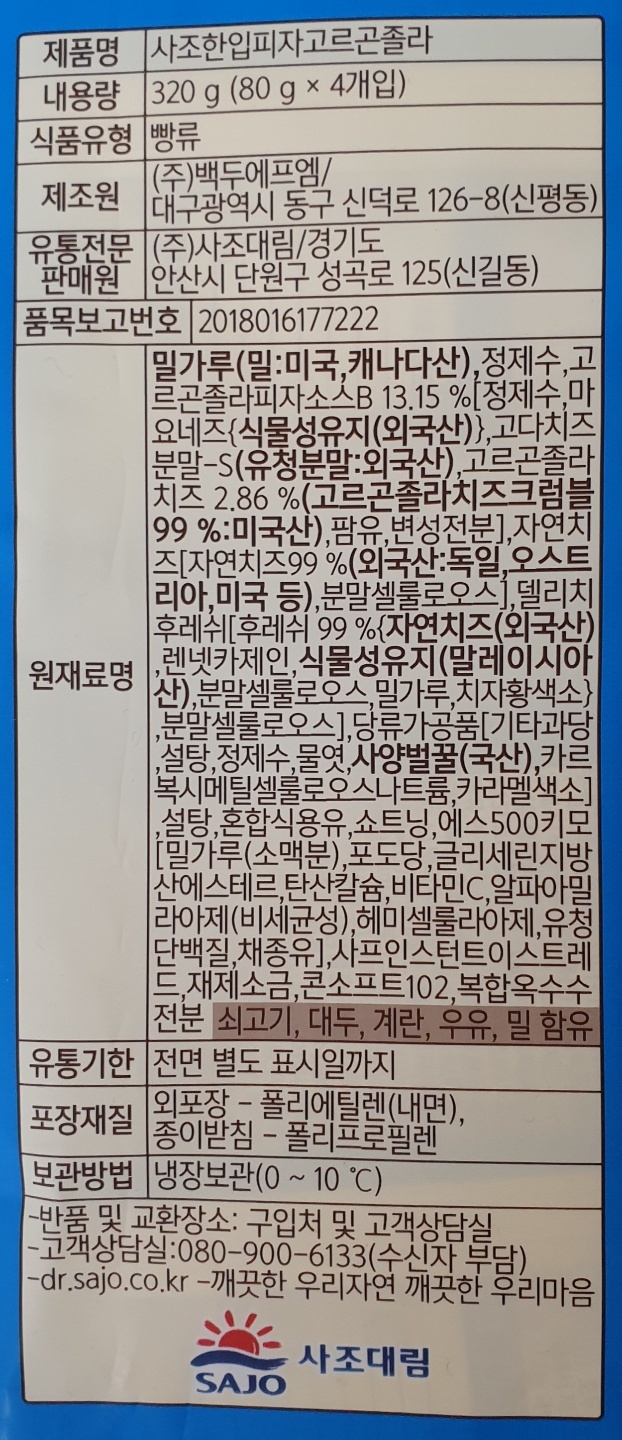 제품명 사조한입피자고르곤졸라
내용량 320 g (80 g × 4개입)
식품유형 빵류
제조원 (주)백두에프엠/
대구광역시 동구 신덕로 126-8(신평동)
유통전문 (주)사조대림/경기도
판매원 안산시 단원구 성곡로 125(신길동)
품목보고번호 2018016177222
원재료명
밀가루(밀:미국,캐나다산),정제수,고
르곤졸라피자소스B 13.15 %[정제수,마
요네즈{식물성유지(외국산)},고다치즈
분말-S(유청분말:외국산),고르곤졸라
치즈 2.86 %(고르곤졸라치즈크럼블
99 %:미국산),팜유,변성전분],자연치
즈[자연치즈99 %(외국산:독일,오스트
리아,미국 등),분말셀룰로오스],델리치
후레쉬[후레쉬 99 %{자연치즈(외국산)
,렌넷카제인,식물성유지(말레이시아
산),분말셀룰로오스,밀가루,치자황색소}
,분말셀룰로오스],당류가공품[기타과당
,설탕,정제수,물엿,사양벌꿀(국산),카르
복시메틸셀룰로오스나트륨,카라멜색소]
,설탕,혼합식용유,쇼트닝,에스500키모
[밀가루(소맥분),포도당,글리세린지방
산에스테르,탄산칼슘,비타민C,알파아밀
라아제(비세균성),헤미셀룰라아제,유청
단백질,채종유],사프인스턴트이스트레
드,재제소금,콘소프트102,복합옥수수
전분 쇠고기, 대두, 계란, 우유, 밀 함유
유통기한 전면 별도 표시일까지
포장재질 외포장 - 폴리에틸렌(내면),
종이받침 - 폴리프로필렌
보관방법 냉장보관(0 ~ 10 ℃)
-반품 및 교환장소: 구입처 및 고객상담실
-고객상담실:080-900-6133(수신자 부담)
-dr.sajo.co.kr -깨끗한 우리자연 깨끗한 우리마음
SAJO 사조대림